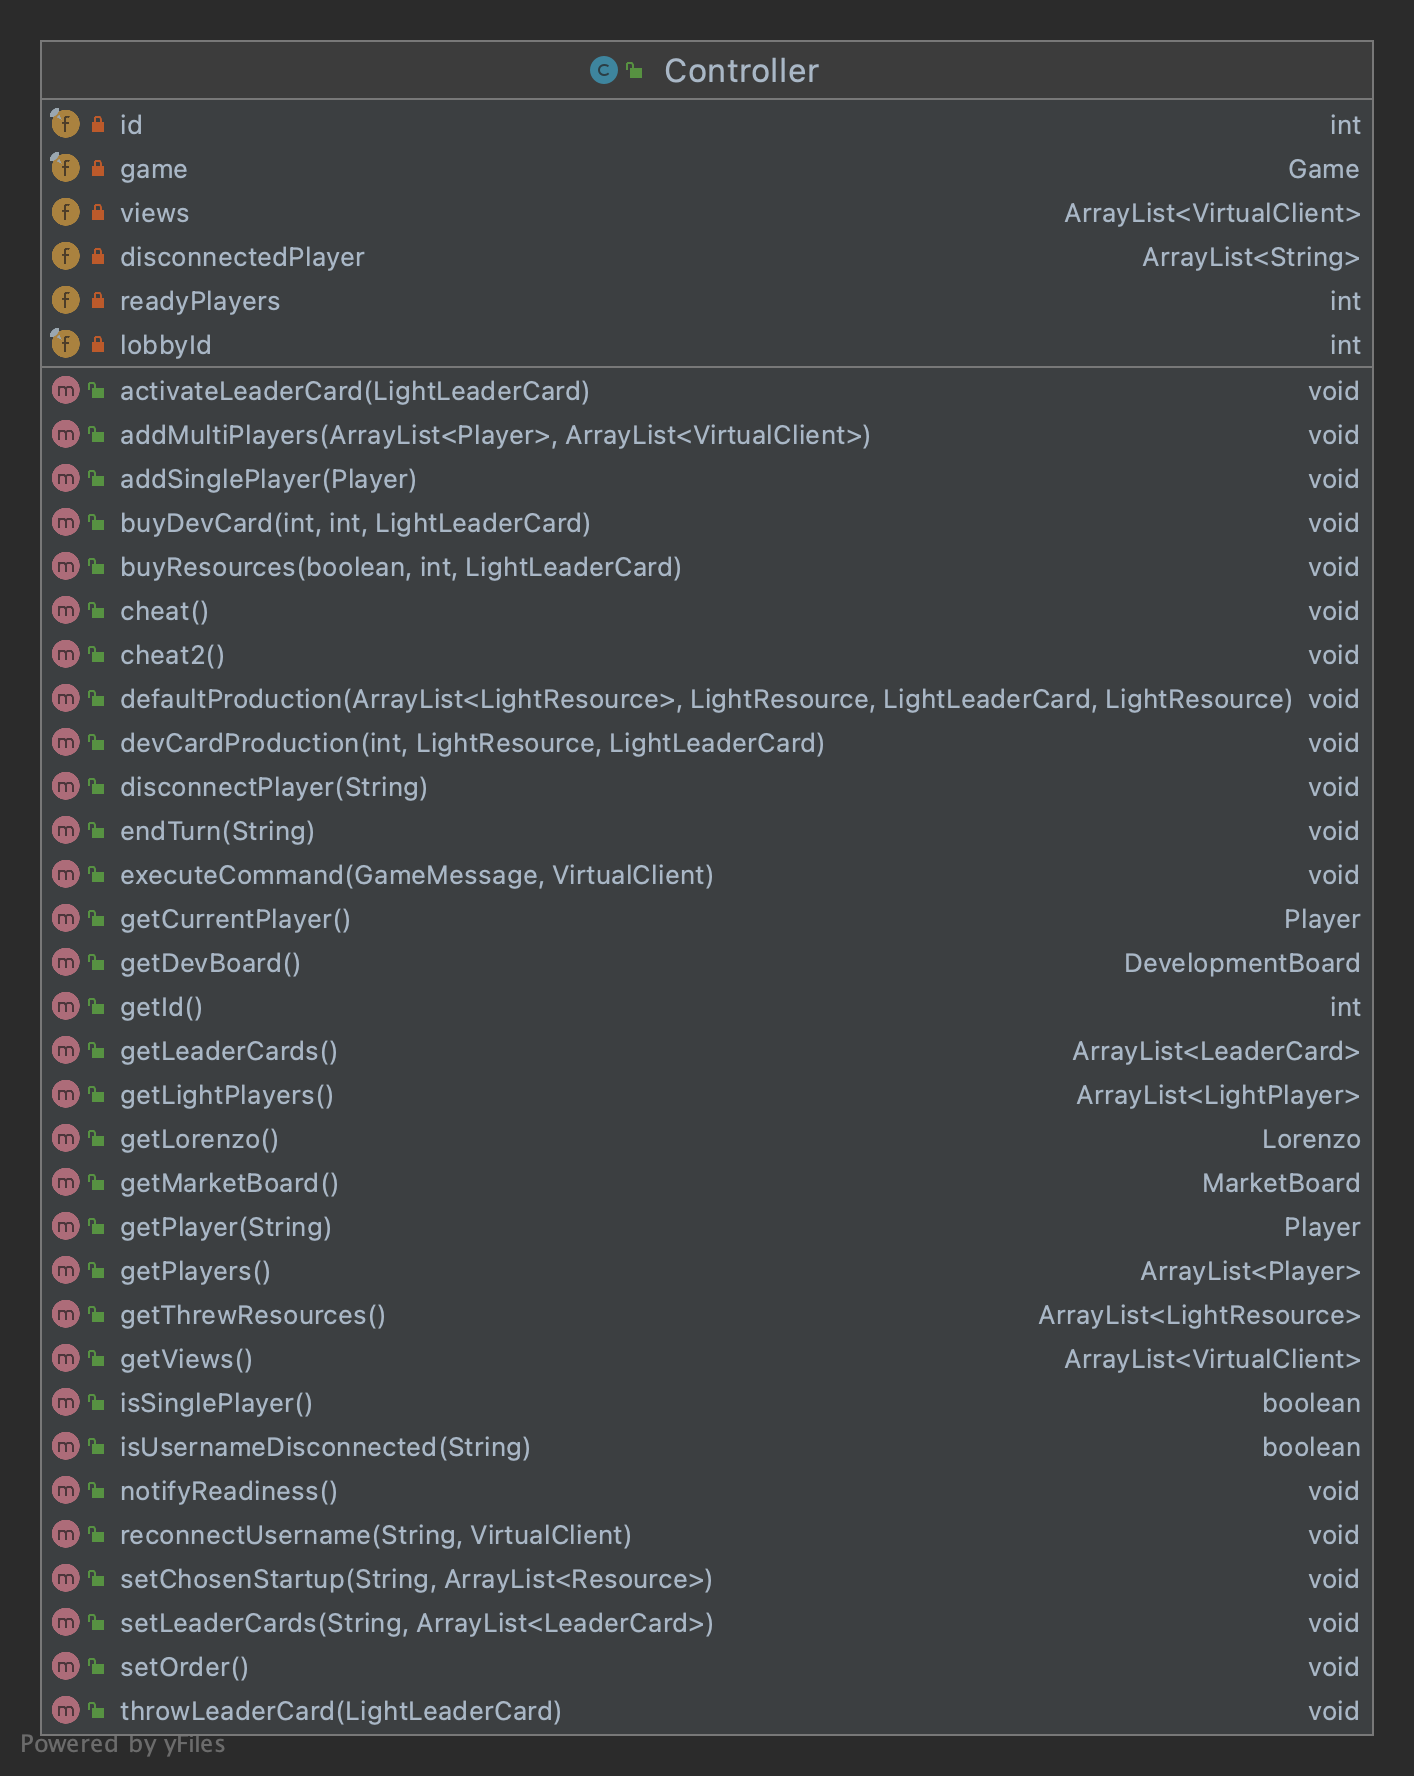 Controller
id int
game Game
views ArrayList<VirtualClient>
disconnectedPlayer ArrayList<String>
readyPlayers int
lobbyId int
activateLeaderCard(LightLeaderCard) void
addMultiPlayers(ArrayList<Player>, ArrayList<VirtualClient>) void
addSinglePlayer(Player) void
buyDevCard(int, int, LightLeaderCard) void
buyResources(boolean, int, LightLeaderCard) void
cheat() void
cheat2() void
defaultProduction(ArrayList<LightResource>, LightResource, LightLeaderCard, LightResource) void
devCardProduction(int, LightResource, LightLeaderCard) void
disconnectPlayer(String) void
endTurn(String) void
executeCommand(GameMessage, VirtualClient) void
getCurrentPlayer() Player
getDevBoard() DevelopmentBoard
getId() int
getLeaderCards() ArrayList<LeaderCard>
getLightPlayers() ArrayList<LightPlayer>
getLorenzo() Lorenzo
getMarketBoard() MarketBoard
getPlayer(String) Player
getPlayers() ArrayList<Player>
getThrewResources() ArrayList<LightResource>
getViews() ArrayList<VirtualClient>
isSinglePlayer() boolean
isUsernameDisconnected(String) boolean
notifyReadiness() void
reconnectUsername(String, VirtualClient) void
setChosenStartup(String, ArrayList<Resource>) void
setLeaderCards(String, ArrayList<LeaderCard>) void
setOrder() void
throwLeaderCard(LightLeaderCard) void
Powered by yFiles